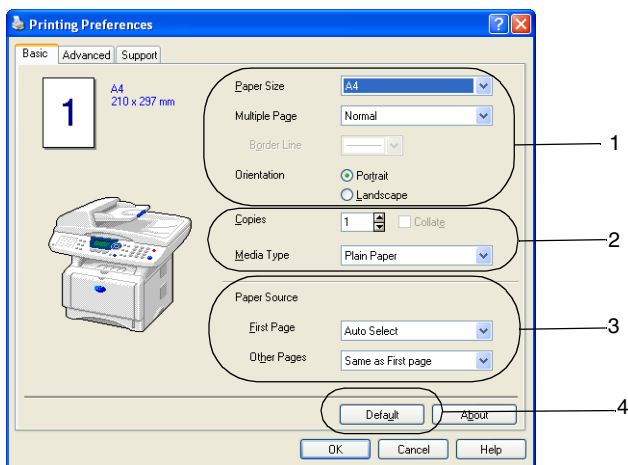 Printing Preferences
Basic Advanced Support
1
A4
210 x 297 mm
Paper Size A4
Multiple Page Normal
Border Line
Orientation Portrait
Landscape
1
Copies 1 Collate
Media Type Plain Paper
2
Paper Source
First Page Auto Select
Other Pages Same as First page
3
Default About
4
OK Cancel Help